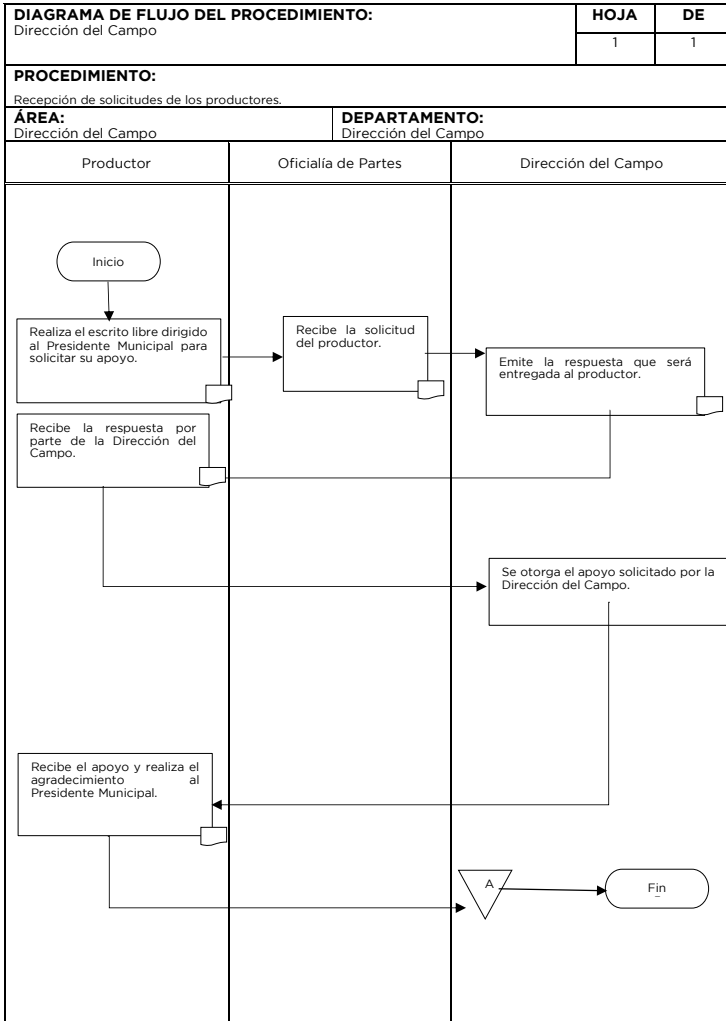 DIAGRAMA DE FLUJO DEL PROCEDIMIENTO:
Dirección del Campo
HOJA
DE
1
1
PROCEDIMIENTO:
Recepción de solicitudes de los productores.
ÁREA:
Dirección del Campo
DEPARTAMENTO:
Dirección del Campo
Productor
Oficialía de Partes
Dirección del Campo
Inicio
Realiza el escrito libre dirigido
al Presidente Municipal para
solicitar su apoyo.
Recibe la solicitud
del productor.
Emite la respuesta que será
entregada al productor.
Recibe la respuesta por
parte de la Dirección del
Campo.
Se otorga el apoyo solicitado por la
Dirección del Campo.
Recibe el apoyo y realiza el
agradecimiento al
Presidente Municipal.
A
Fin